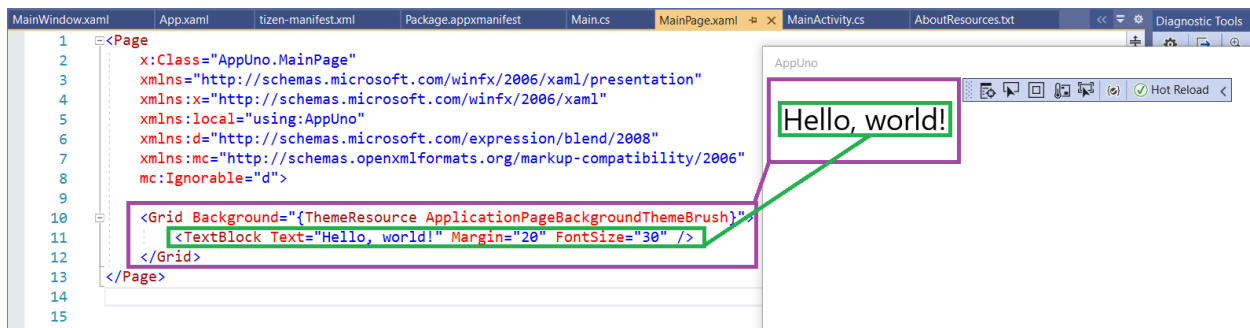 MainWindow.xaml App.xaml tizen-manifest.xml Package.appxmanifest Main.cs MainPage.xaml MainActivity.cs AboutResources.txt Diagnostic Tools
1 <Page
2 x:Class="AppUno.MainPage"
3 xmlns="http://schemas.microsoft.com/winfx/2006/xaml/presentation"
4 xmlns:x="http://schemas.microsoft.com/winfx/2006/xaml"
5 xmlns:local="using:AppUno"
6 xmlns:d="http://schemas.microsoft.com/expression/blend/2008"
7 xmlns:mc="http://schemas.openxmlformats.org/markup-compatibility/2006"
8 mc:Ignorable="d">
9
10 <Grid Background="{ThemeResource ApplicationPageBackgroundThemeBrush}">
11 <TextBlock Text="Hello, world!" Margin="20" FontSize="30" />
12 </Grid>
13 </Page>
14
15
AppUno
Hot Reload
Hello, world!